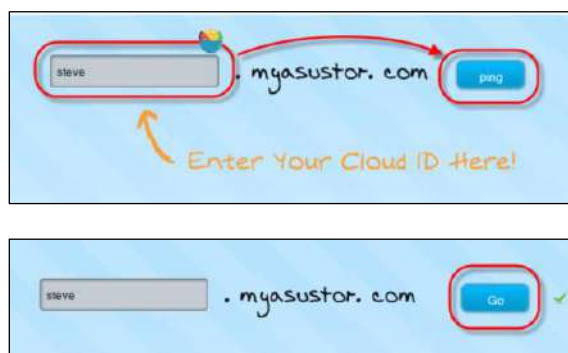 steve . myasustor. com ping
Enter Your Cloud ID Here!
steve . myasustor. com Go